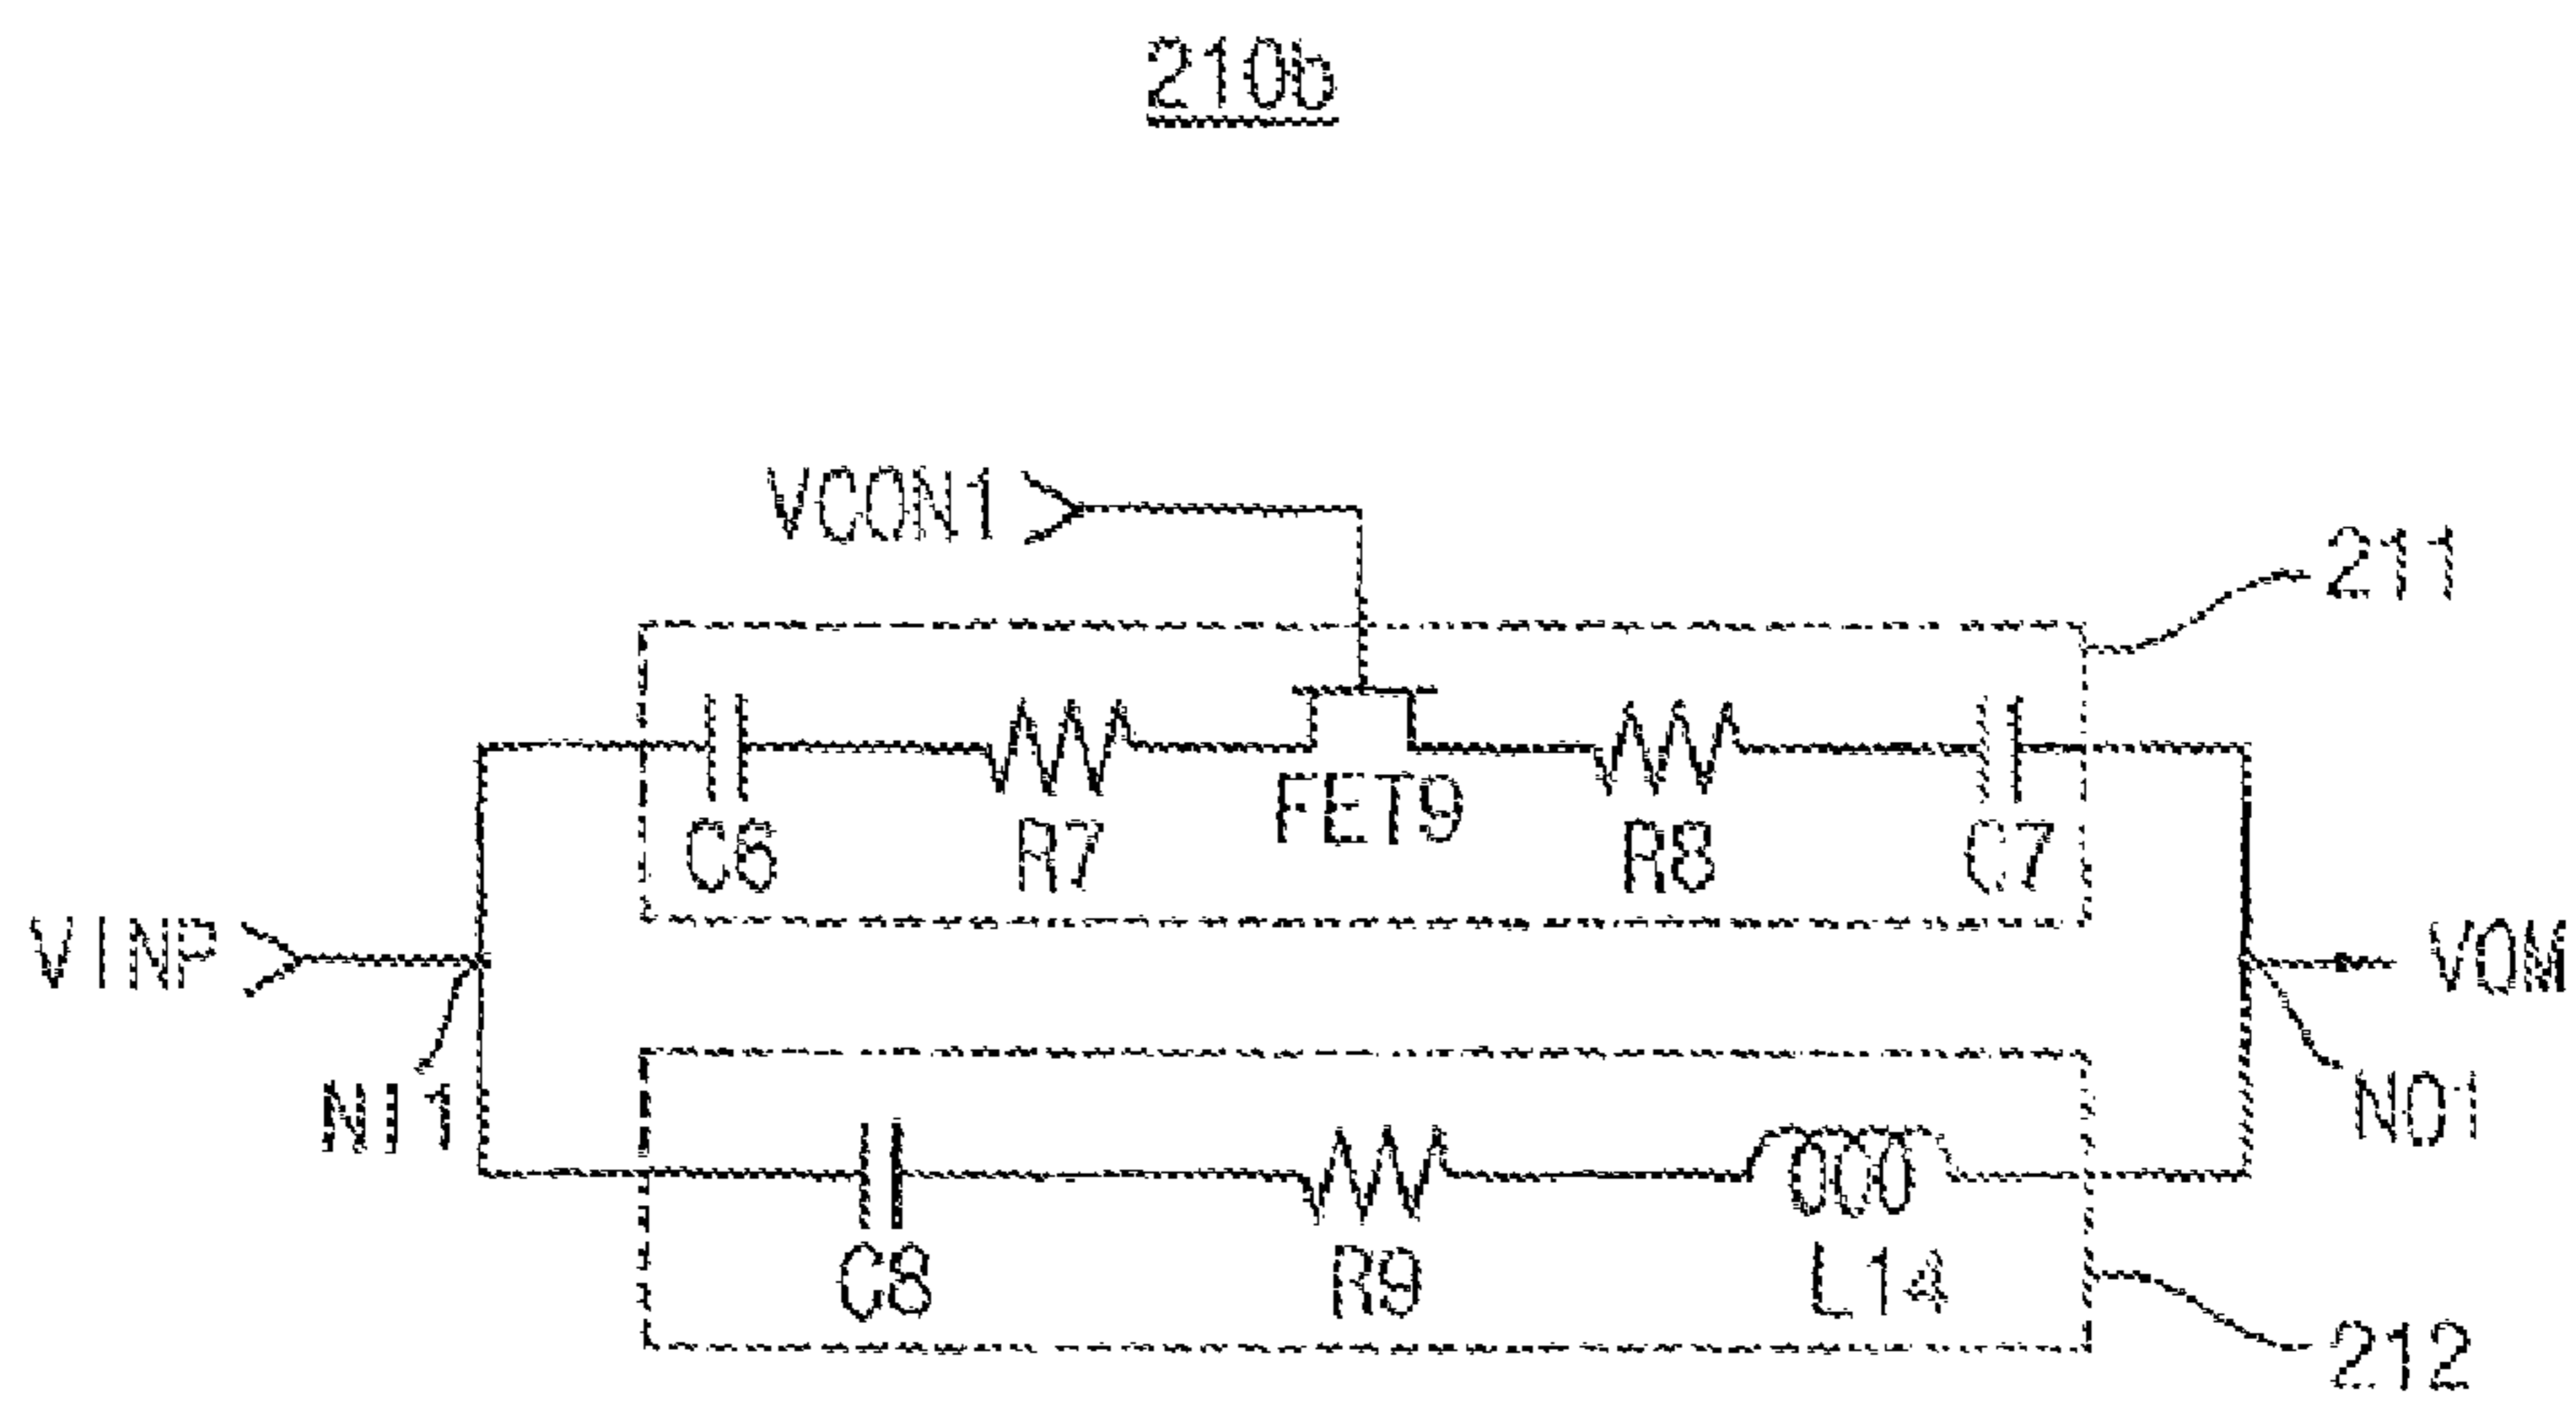 210b
VCON1
211
C6 R7 FET9 R8 C7
VINP
VOM
NI1
NO1
C8 R9 L14
212